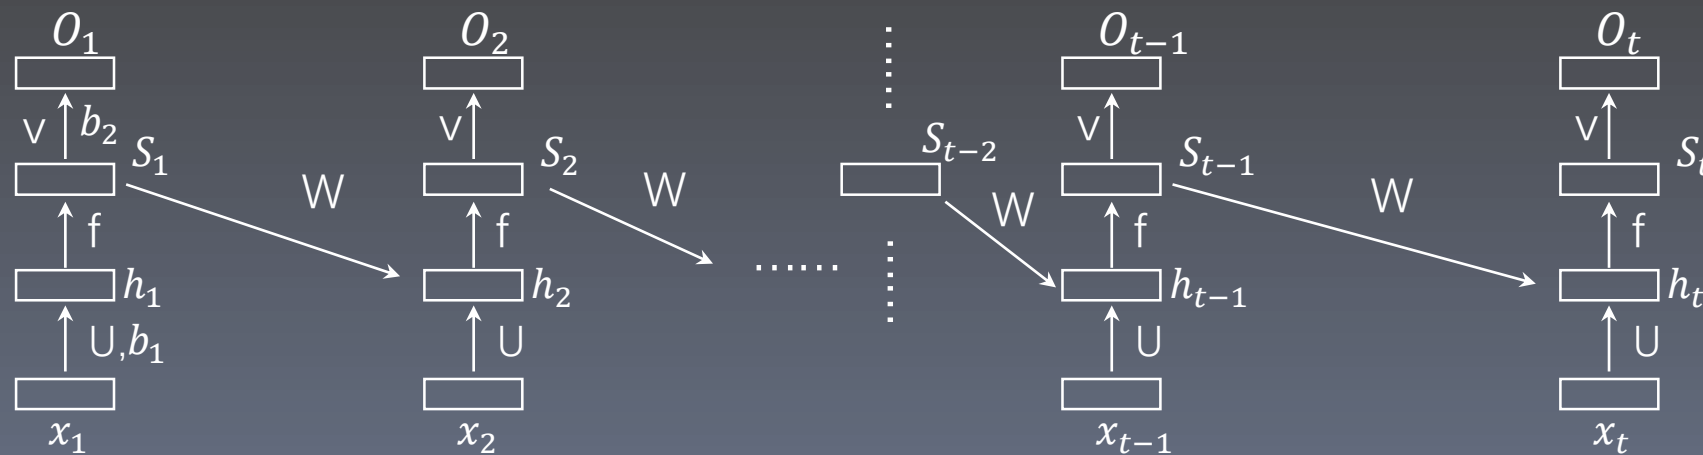 O₁ O₂ Oₜ₋₁ Oₜ
V b₂ V V V
S₁ S₂ Sₜ₋₂ Sₜ₋₁ Sₜ
W W W W
f f f f
......
h₁ h₂ hₜ₋₁ hₜ
U,b₁ U U U
x₁ x₂ xₜ₋₁ xₜ